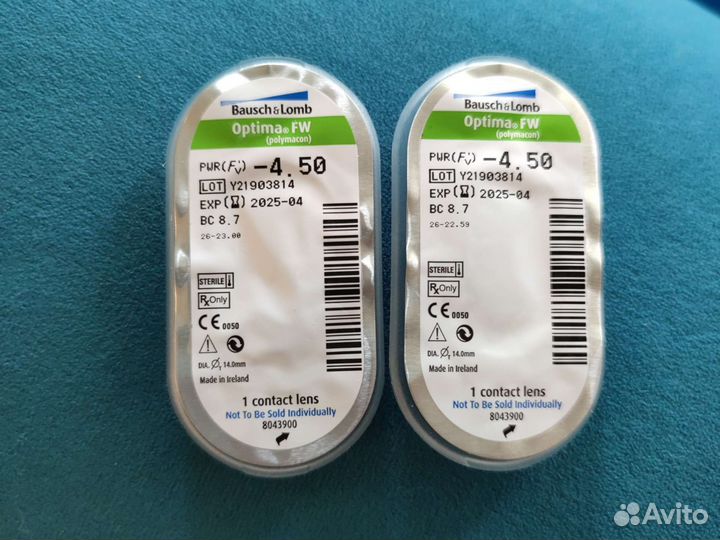 Bausch & Lomb
Optima® FW
(polymacon)
PWR(Fv) -4.50
LOT Y21903814
EXP 2025-04
BC 8.7
26-23.00
STERILE
Rx Only
CE 0050
DIA. Ø T 14.0mm
Made in Ireland
1 contact lens
Not To Be Sold Individually
8043900
Bausch & Lomb
Optima® FW
(polymacon)
PWR(Fv) -4.50
LOT Y21903814
EXP 2025-04
BC 8.7
26-22.59
STERILE
Rx Only
CE 0050
DIA. Ø T 14.0mm
Made in Ireland
1 contact lens
Not To Be Sold Individually
8043900
Avito